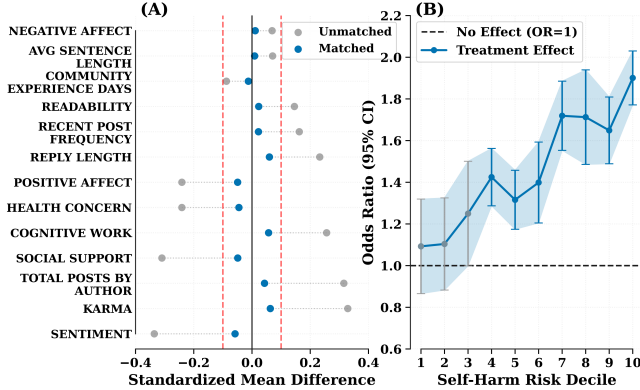 (A)
NEGATIVE AFFECT
AVG SENTENCE
LENGTH
COMMUNITY
EXPERIENCE DAYS
READABILITY
RECENT POST
FREQUENCY
REPLY LENGTH
POSITIVE AFFECT
HEALTH CONCERN
COGNITIVE WORK
SOCIAL SUPPORT
TOTAL POSTS BY
AUTHOR
KARMA
SENTIMENT
Unmatched
Matched
−0.4 −0.2 0.0 0.2 0.4
Standardized Mean Difference
(B)
No Effect (OR=1)
Treatment Effect
Odds Ratio (95% CI)
2.2
2.0
1.8
1.6
1.4
1.2
1.0
0.8
0.6
1 2 3 4 5 6 7 8 9 10
Self-Harm Risk Decile